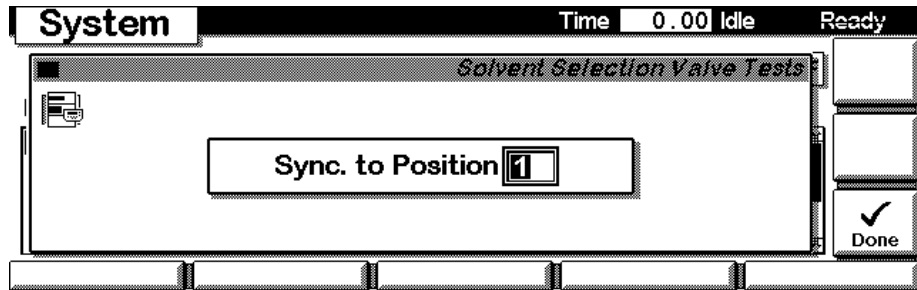 System Time 0.00 Idle Ready
Solvent Selection Valve Tests
Sync. to Position 1
Done